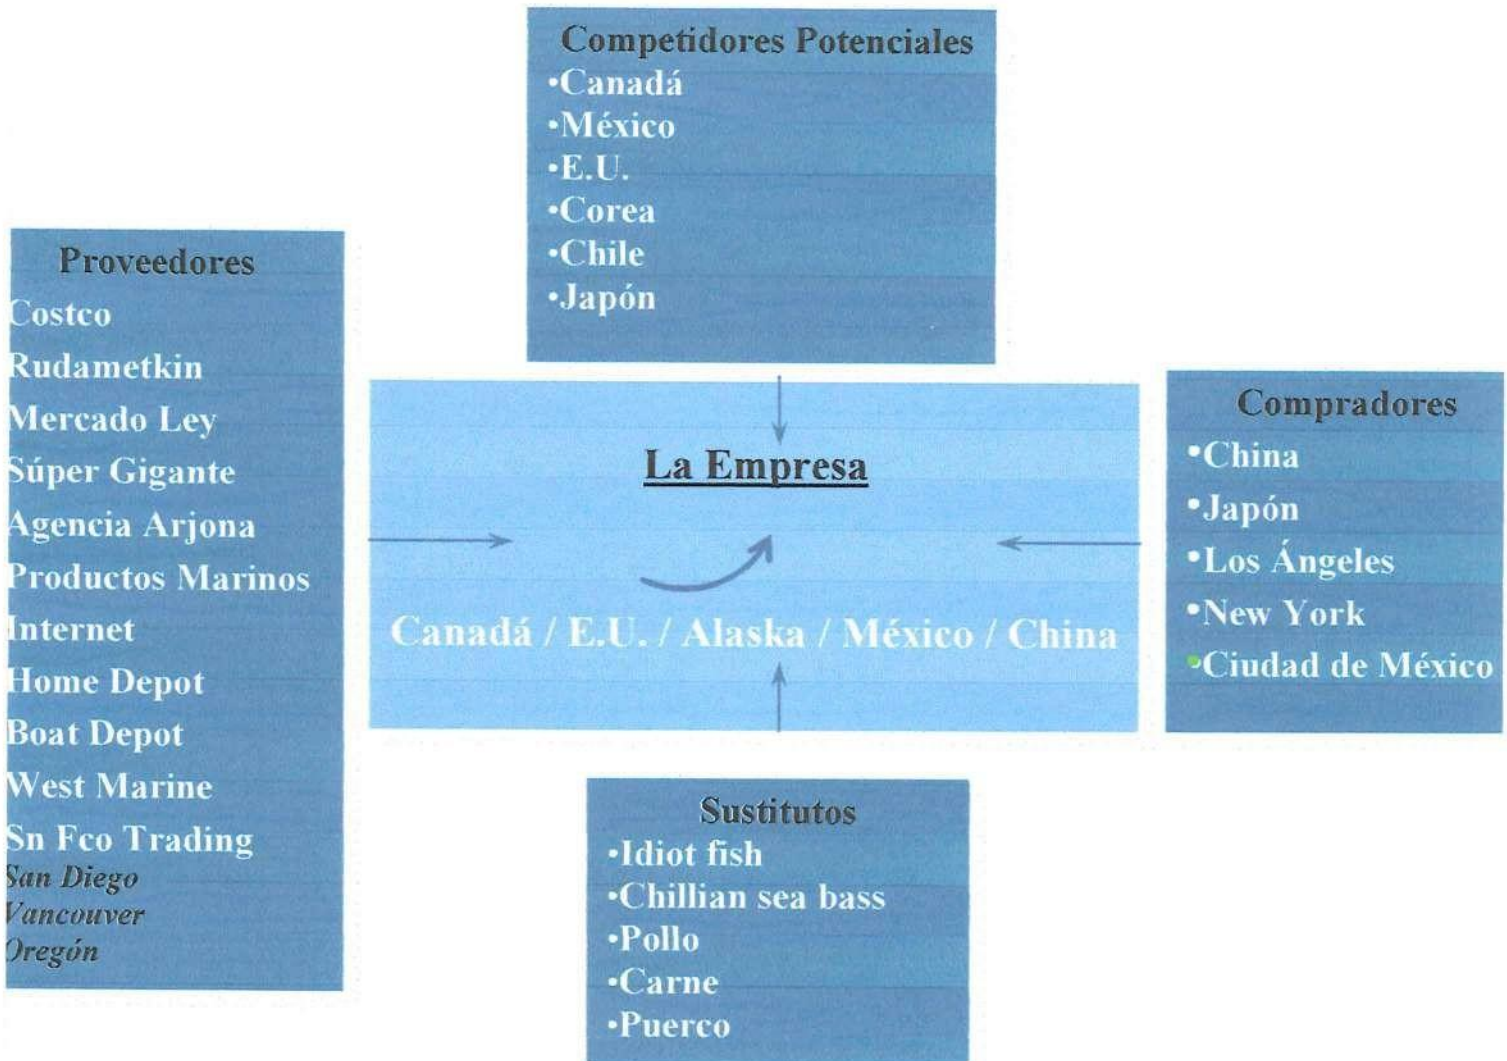 Competidores Potenciales
•Canadá
•México
•E.U.
•Corea
•Chile
•Japón
Proveedores
Costco
Rudametkin
Mercado Ley
Súper Gigante
Agencia Arjona
Productos Marinos
Internet
Home Depot
Boat Depot
West Marine
Sn Fco Trading
San Diego
Vancouver
Oregón
La Empresa
Canadá / E.U. / Alaska / México / China
Compradores
•China
•Japón
•Los Ángeles
•New York
•Ciudad de México
Sustitutos
•Idiot fish
•Chillian sea bass
•Pollo
•Carne
•Puerco